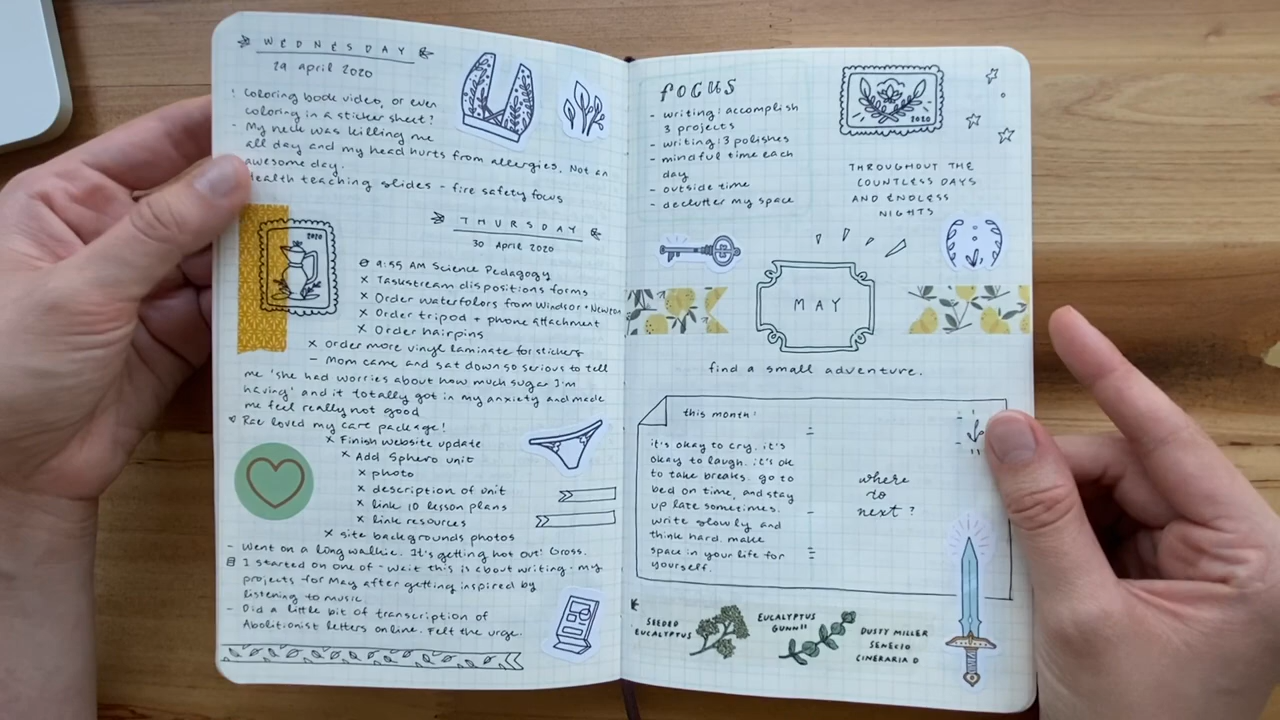 WEDNESDAY
29 april 2020
! Coloring book video, or even
coloring in a sticker sheet?
- My neck was killing me
all day and my head hurts from allergies. Not an
awesome day.
Health teaching slides - fire safety focus
2020
THURSDAY
30 April 2020
9:55 AM Science Pedagogy
x Taskstream dispositions forms
x Order watercolors from Windsor + Newton
x Order tripod + phone attachment
x Order hairpins
x Order more vinyl laminate for stickers
- Mom came and sat down so serious to tell
me 'she had worries about how much sugar I'm
having' and it totally got in my anxiety and made
me feel really not good
Rae loved my care package!
x Finish website update
x Add Sphero unit
x photo
x description of unit
x link 10 lesson plans
x link resources
x site backgrounds photos
- Went on a long walkie. It's getting hot out! Gross.
I started on one of - wait this is about writing - my
projects for May after getting inspired by
listening to music.
- Did a little bit of transcription of
Abolitionist letters online. Felt the urge.
FOCUS
- writing: accomplish
3 projects
- writing: 3 polishes
- mindful time each
day
- outside time
- declutter my space
2020
THROUGHOUT THE
COUNTLESS DAYS
AND ENDLESS
NIGHTS
MAY
find a small adventure.
this month!
it's okay to cry. it's
okay to laugh. it's ok
to take breaks. go to
bed on time, and stay
up late sometimes.
write slowly and
think hard. make
space in your life for
yourself.
where
to
next?
SEEDED
EUCALYPTUS
EUCALYPTUS
GUNNII
DUSTY MILLER
SENECIO
CINERARIA D